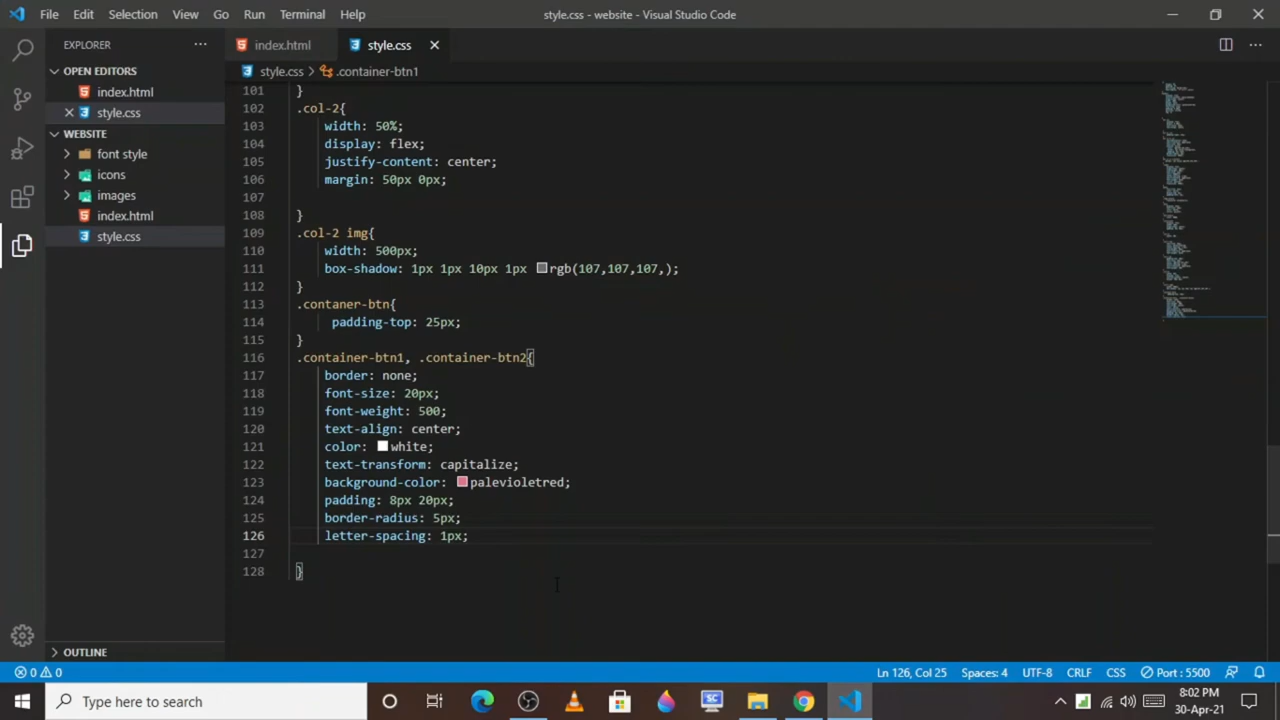 File Edit Selection View Go Run Terminal Help
style.css - website - Visual Studio Code
EXPLORER
OPEN EDITORS
index.html
style.css
WEBSITE
font style
icons
images
index.html
style.css
OUTLINE
index.html style.css
style.css > .container-btn1
101 }
102 .col-2{
103 width: 50%;
104 display: flex;
105 justify-content: center;
106 margin: 50px 0px;
107
108 }
109 .col-2 img{
110 width: 500px;
111 box-shadow: 1px 1px 10px 1px rgb(107,107,107,);
112 }
113 .contaner-btn{
114 padding-top: 25px;
115 }
116 .container-btn1, .container-btn2{
117 border: none;
118 font-size: 20px;
119 font-weight: 500;
120 text-align: center;
121 color: white;
122 text-transform: capitalize;
123 background-color: palevioletred;
124 padding: 8px 20px;
125 border-radius: 5px;
126 letter-spacing: 1px;
127
128 }
0 0 Ln 126, Col 25 Spaces: 4 UTF-8 CRLF CSS Port : 5500
Type here to search
SC
8:02 PM
30-Apr-21